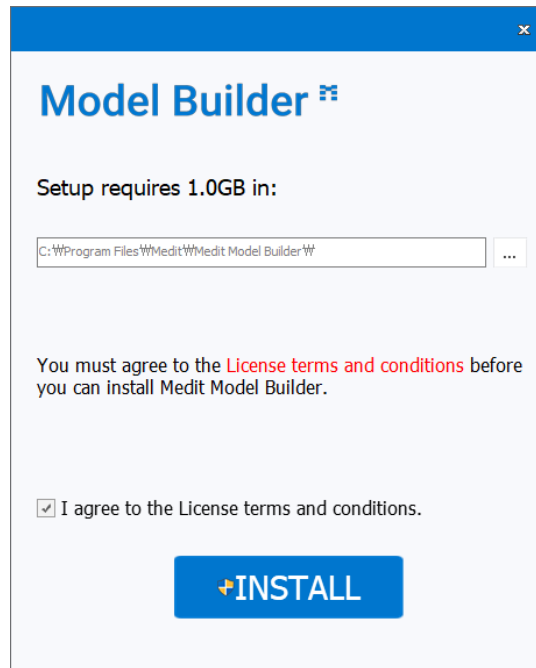 Model Builder
Setup requires 1.0GB in:
C:₩Program Files₩Medit₩Medit Model Builder₩
...
You must agree to the License terms and conditions before
you can install Medit Model Builder.
I agree to the License terms and conditions.
INSTALL